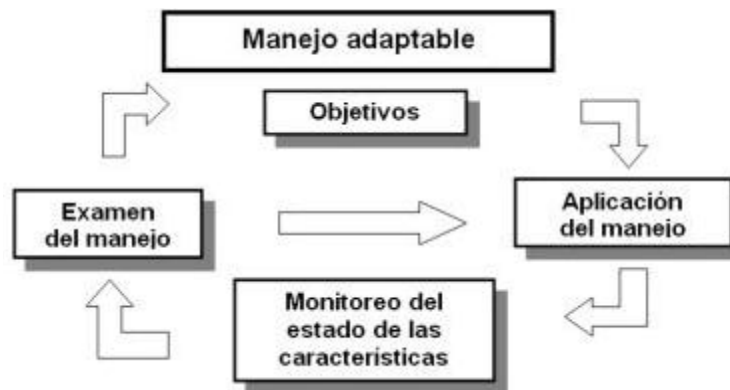 Manejo adaptable
Objetivos
Examen
del manejo
Aplicación
del manejo
Monitoreo del
estado de las
características